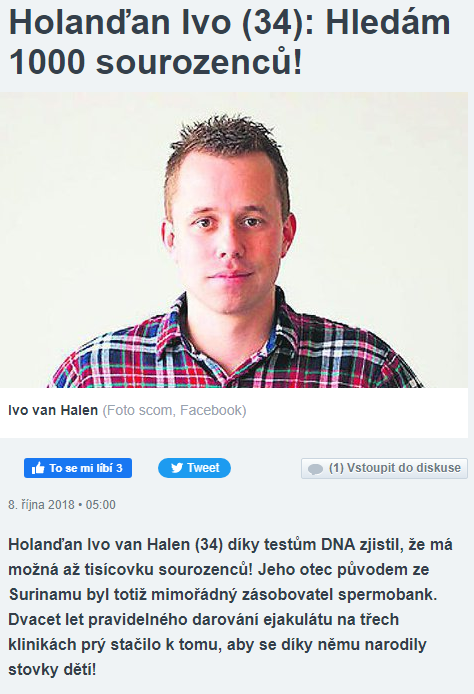 Holanďan Ivo (34): Hledám
1000 sourozenců!
Ivo van Halen (Foto scom, Facebook)
To se mi líbí 3
Tweet
(1) Vstoupit do diskuse
8. října 2018 • 05:00
Holanďan Ivo van Halen (34) díky testům DNA zjistil, že má
možná až tisícovku sourozenců! Jeho otec původem ze
Surinamu byl totiž mimořádný zásobovatel spermobank.
Dvacet let pravidelného darování ejakulátu na třech
klinikách prý stačilo k tomu, aby se díky němu narodily
stovky dětí!